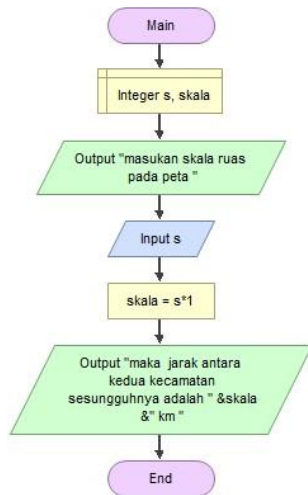 Main
Integer s, skala
Output "masukan skala ruas
pada peta "
Input s
skala = s*1
Output "maka  jarak antara
kedua kecamatan
sesungguhnya adalah " &skala
&" km "
End